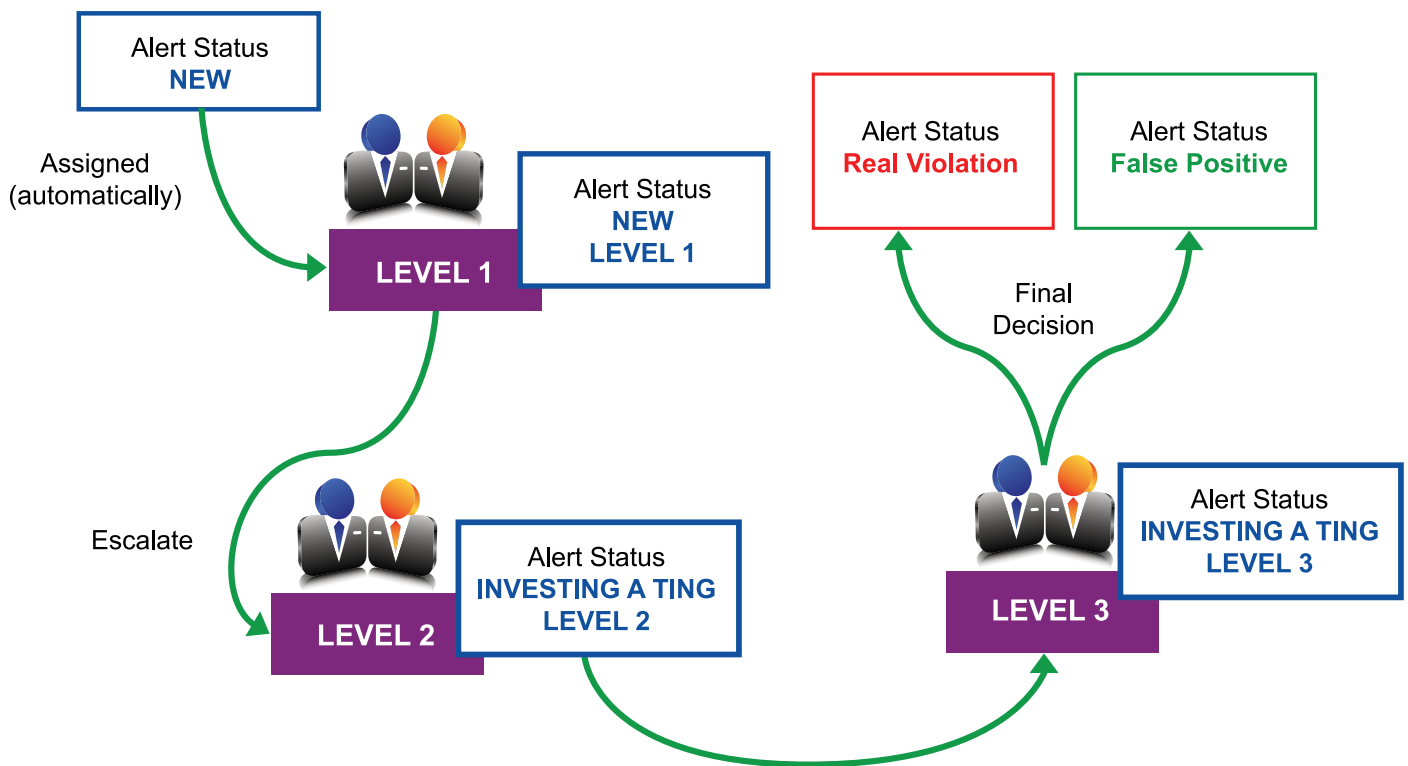 Alert Status
NEW
Assigned
(automatically)
LEVEL 1
Alert Status
NEW
LEVEL 1
Escalate
LEVEL 2
Alert Status
INVESTING A TING
LEVEL 2
LEVEL 3
Alert Status
INVESTING A TING
LEVEL 3
Final
Decision
Alert Status
Real Violation
Alert Status
False Positive